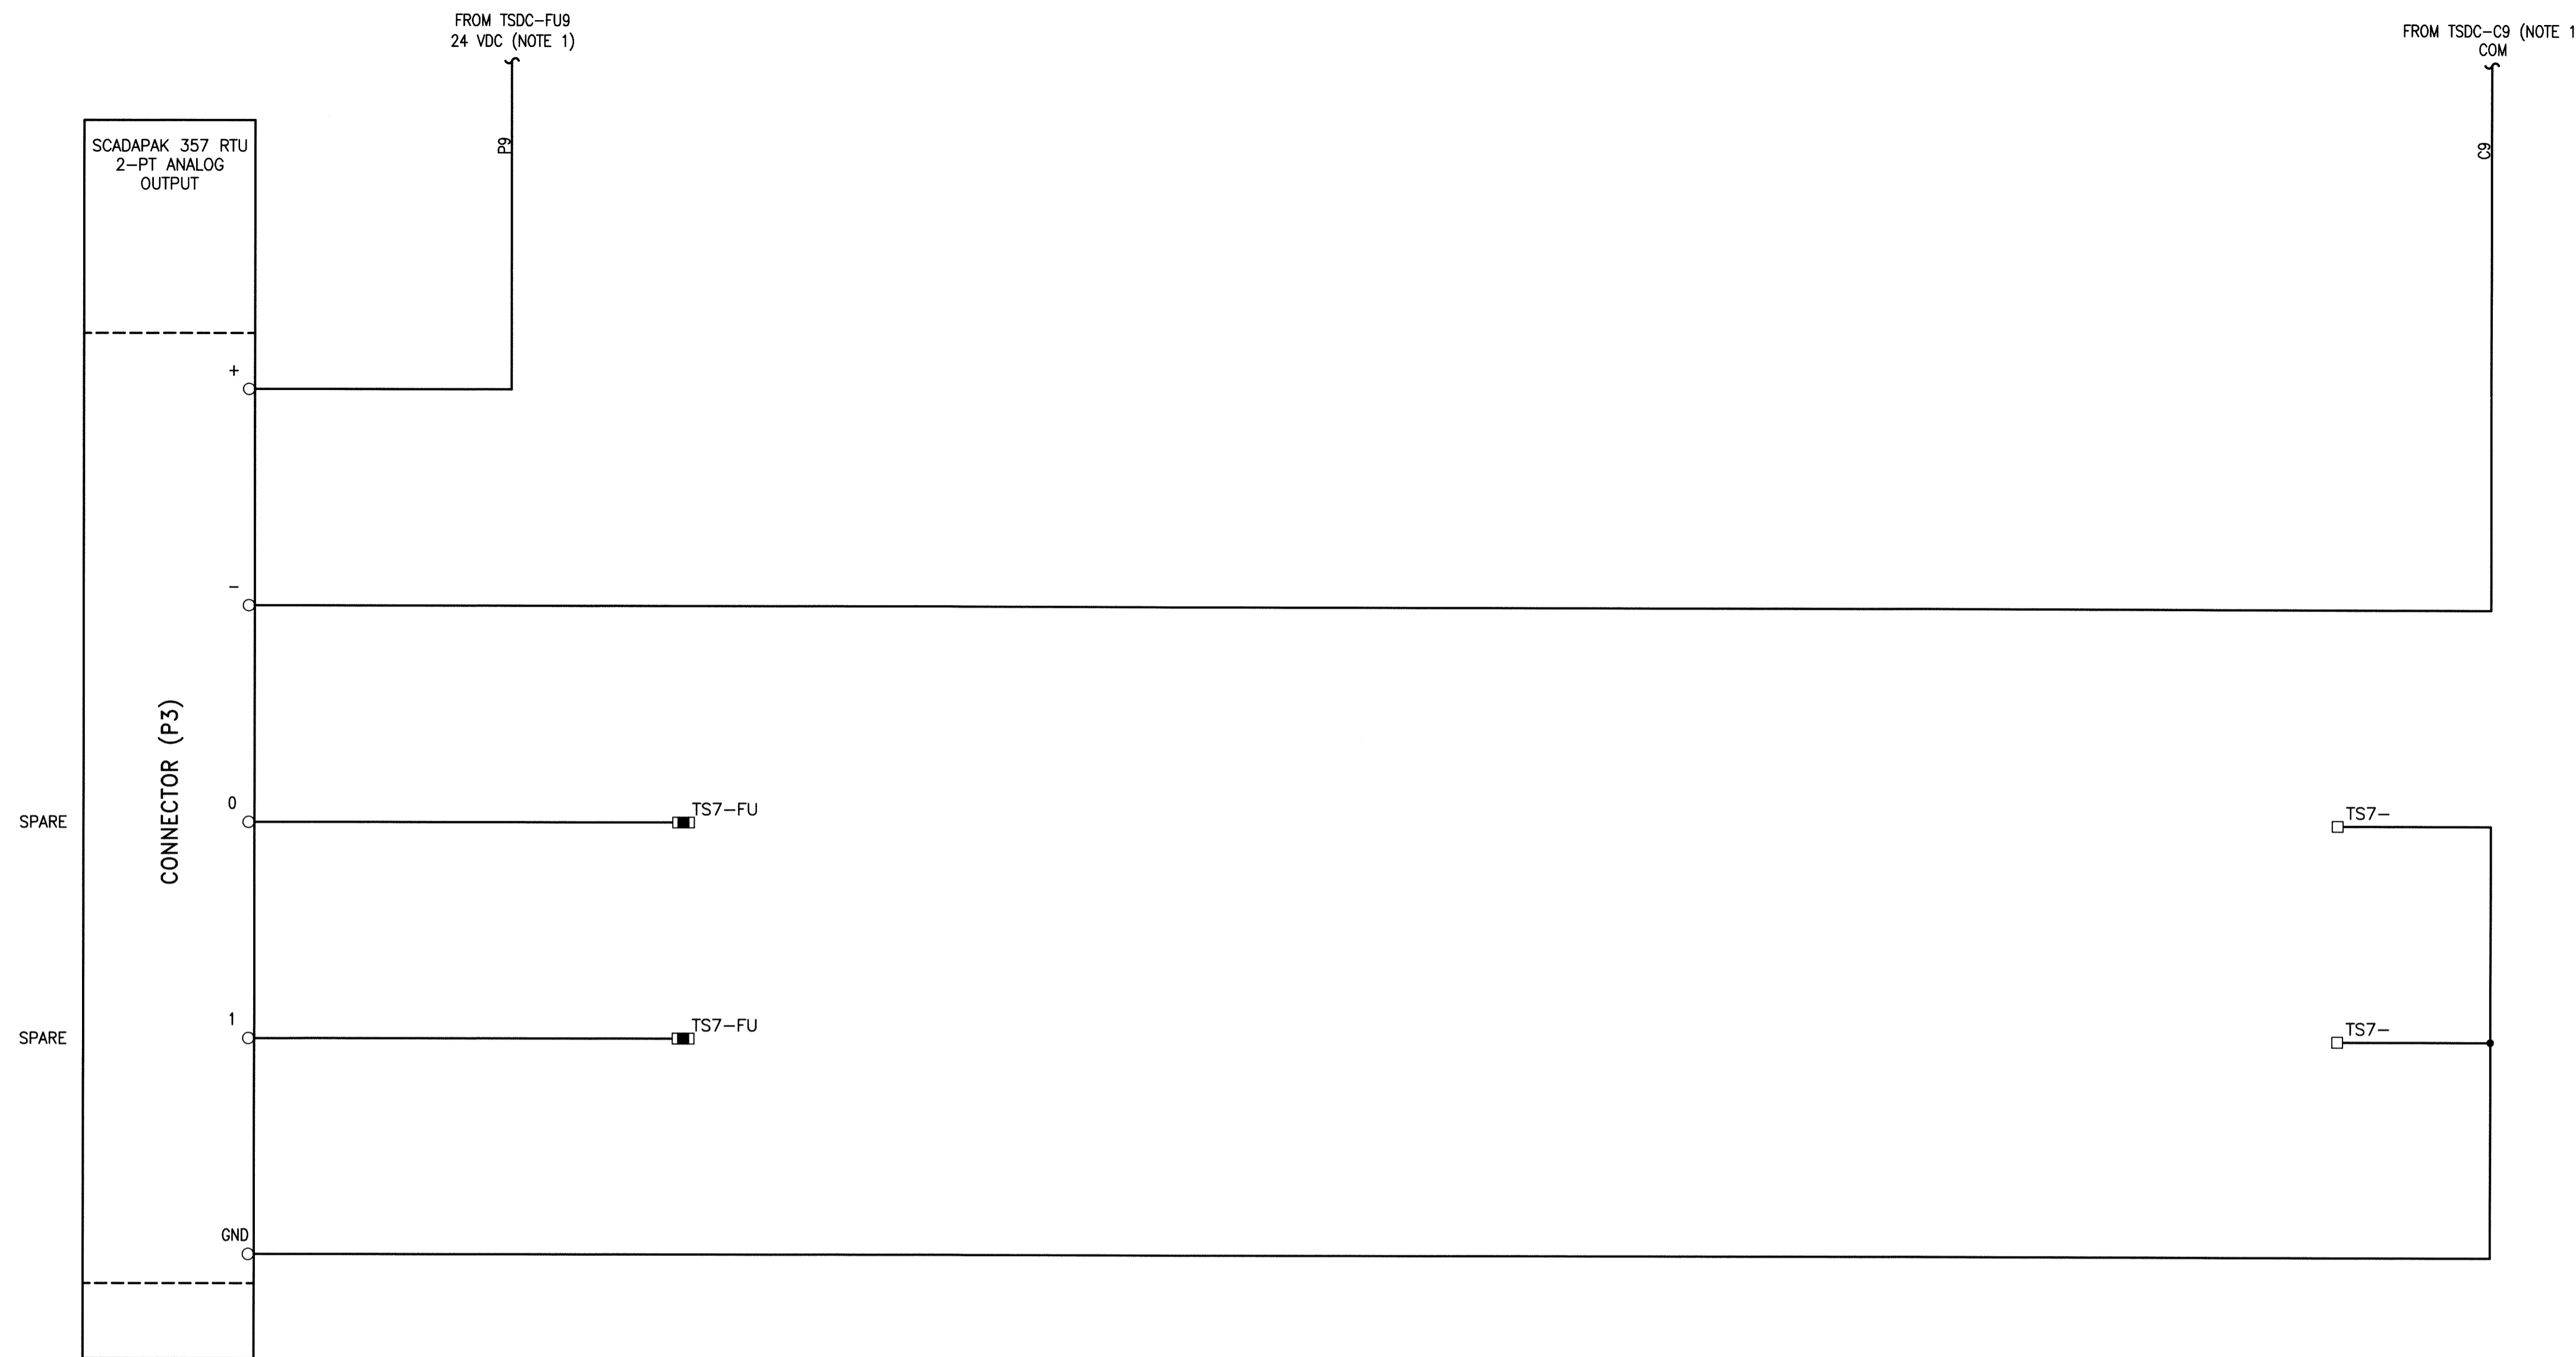 FROM TSDC-FU9
24 VDC (NOTE 1)
FROM TSDC-C9 (NOTE 1
COM
P9
C9
SCADAPAK 357 RTU
2-PT ANALOG
OUTPUT
+
-
CONNECTOR (P3)
0
SPARE
TS7-FU
TS7-
1
SPARE
TS7-FU
TS7-
GND